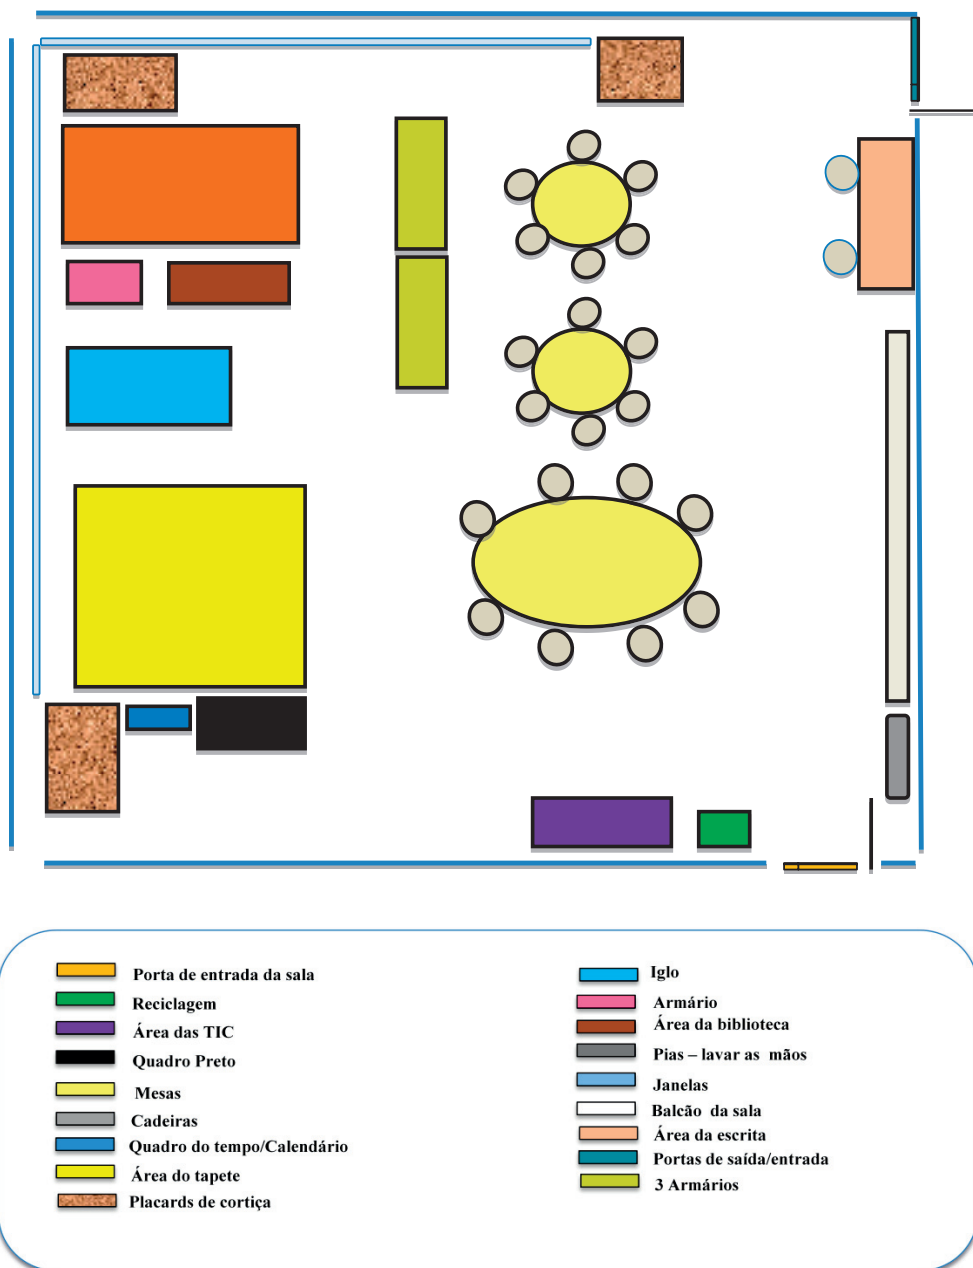 Porta de entrada da sala
Reciclagem
Área das TIC
Quadro Preto
Mesas
Cadeiras
Quadro do tempo/Calendário
Área do tapete
Placards de cortiça
Iglo
Armário
Área da biblioteca
Pias – lavar as mãos
Janelas
Balcão da sala
Área da escrita
Portas de saída/entrada
3 Armários